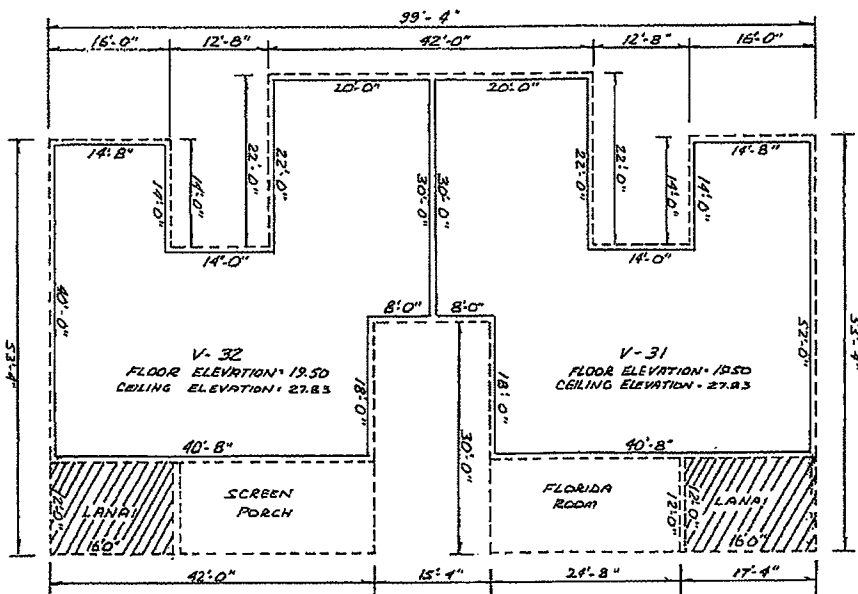 99'-4"
16'-0" 12'-8" 42'-0" 12'-8" 16'-0"
20'-0" 20'-0"
14'-8" 14'-8"
14'-0" 14'-0" 22'-0" 22'-0" 30'-0" 30'-0" 22'-0" 22'-0" 14'-0" 14'-0"
14'-0" 14'-0"
40'-0" 52'-0"
8'-0" 8'-0"
53'-4" 53'-4"
V-32
FLOOR ELEVATION: 19.50
CEILING ELEVATION: 27.83
V-31
FLOOR ELEVATION: 19.50
CEILING ELEVATION: 27.83
18'-0" 18'-0"
30'-0"
40'-8" 40'-8"
12'-0" LANAI
16'-0"
SCREEN
PORCH
FLORIDA
ROOM
12'-0" 12'-0" LANAI
16'-0"
42'-0" 15'-4" 24'-8" 17'-4"